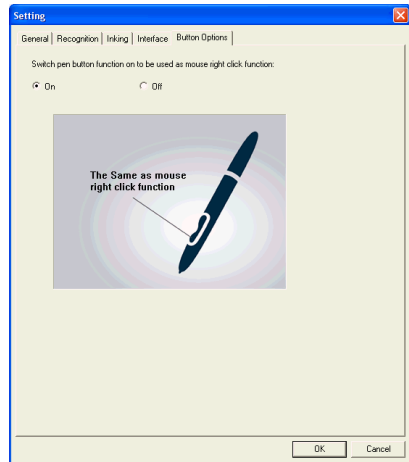 Setting
General Recognition Inking Interface Button Options
Switch pen button function on to be used as mouse right click function:
On Off
The Same as mouse
right click function
OK Cancel